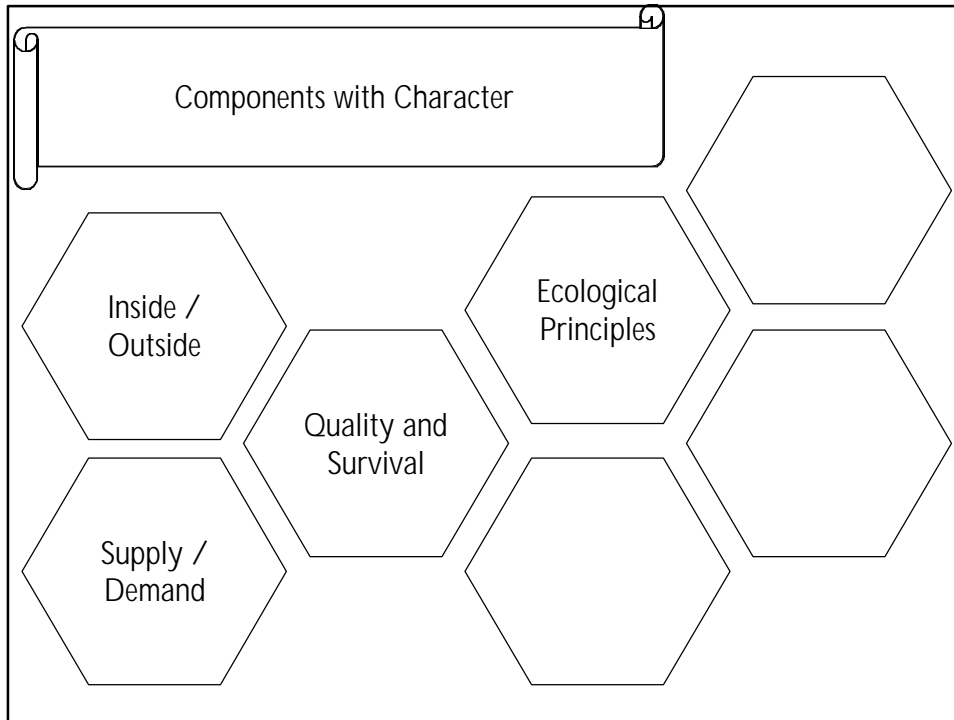 Components with Character
Inside /
Outside
Ecological
Principles
Quality and
Survival
Supply /
Demand